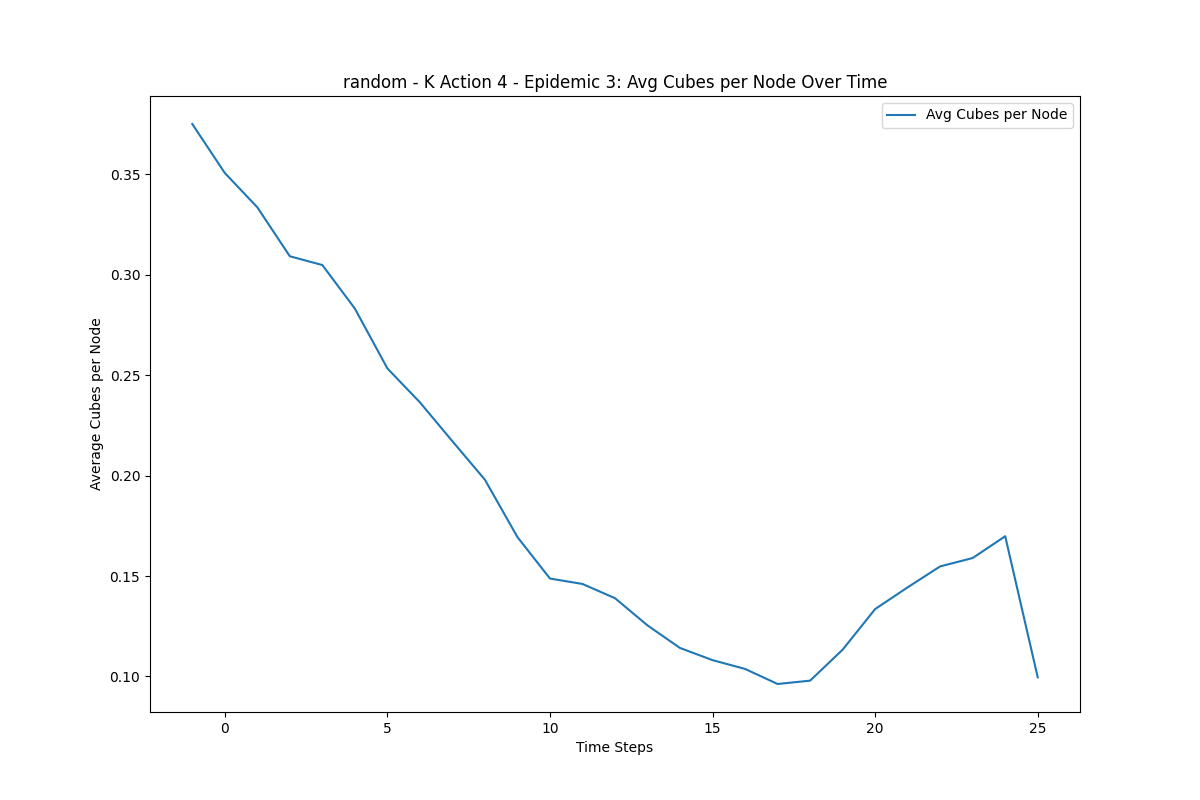 random - K Action 4 - Epidemic 3: Avg Cubes per Node Over Time
Avg Cubes per Node
Average Cubes per Node
0.35
0.30
0.25
0.20
0.15
0.10
0 5 10 15 20 25
Time Steps